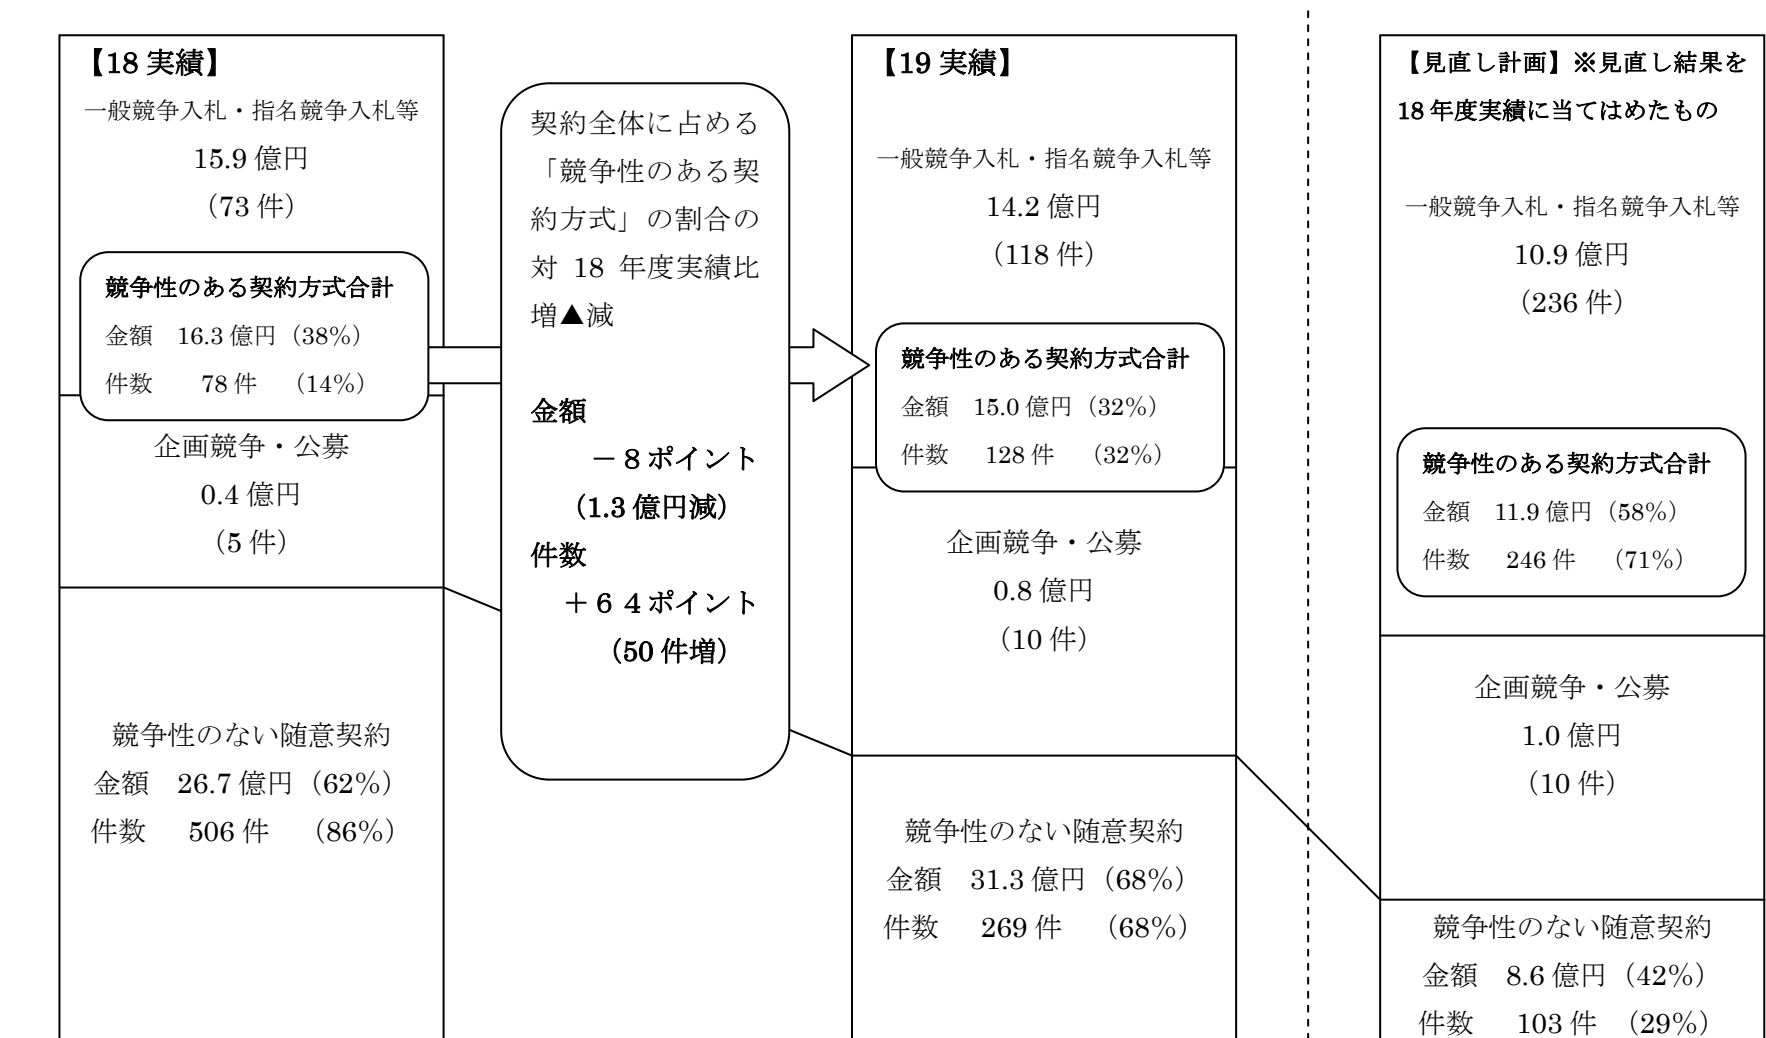 【18 実績】
一般競争入札・指名競争入札等
15.9 億円
（73 件）
競争性のある契約方式合計
金額 16.3 億円（38%）
件数 78 件 （14%）
企画競争・公募
0.4 億円
（5 件）
競争性のない随意契約
金額 26.7 億円（62%）
件数 506 件 （86%）
契約全体に占める
「競争性のある契
約方式」の割合の
対 18 年度実績比
増▲減
金額
－８ポイント
（1.3 億円減）
件数
＋６４ポイント
（50 件増）
【19 実績】
一般競争入札・指名競争入札等
14.2 億円
（118 件）
競争性のある契約方式合計
金額 15.0 億円（32%）
件数 128 件 （32%）
企画競争・公募
0.8 億円
（10 件）
競争性のない随意契約
金額 31.3 億円（68%）
件数 269 件 （68%）
【見直し計画】※見直し結果を
18 年度実績に当てはめたもの
一般競争入札・指名競争入札等
10.9 億円
（236 件）
競争性のある契約方式合計
金額 11.9 億円（58%）
件数 246 件 （71%）
企画競争・公募
1.0 億円
（10 件）
競争性のない随意契約
金額 8.6 億円（42%）
件数 103 件 （29%）